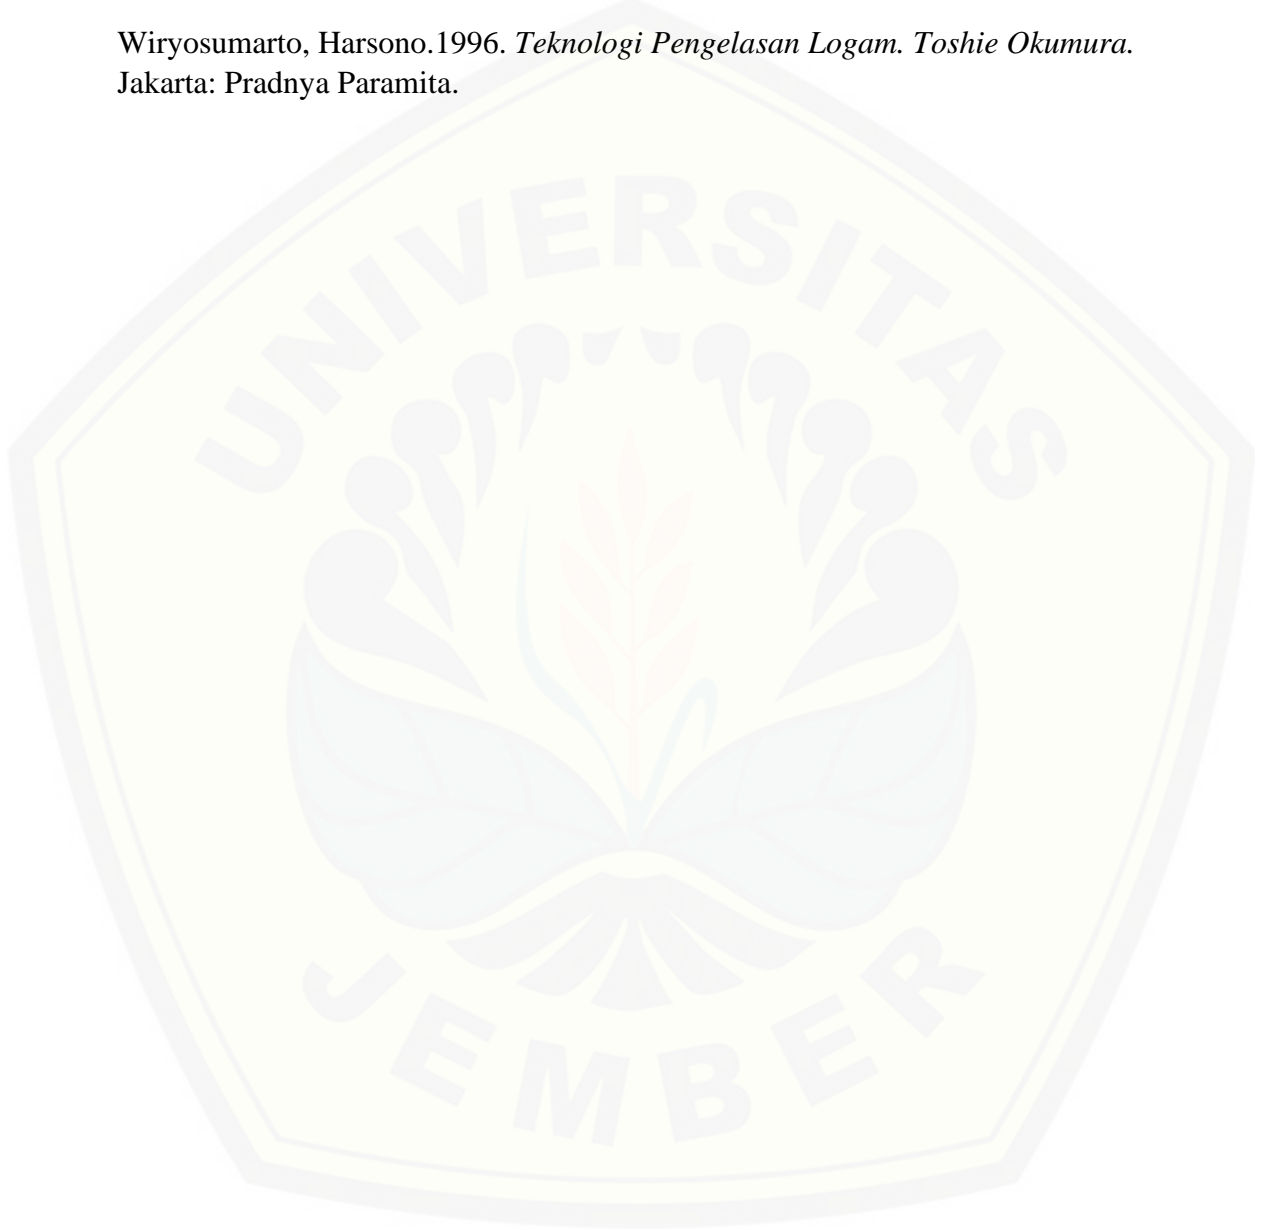 Wiryosumarto, Harsono.1996. Teknologi Pengelasan Logam. Toshie Okumura.
Jakarta: Pradnya Paramita.
UNIVERSITAS
JEMBER